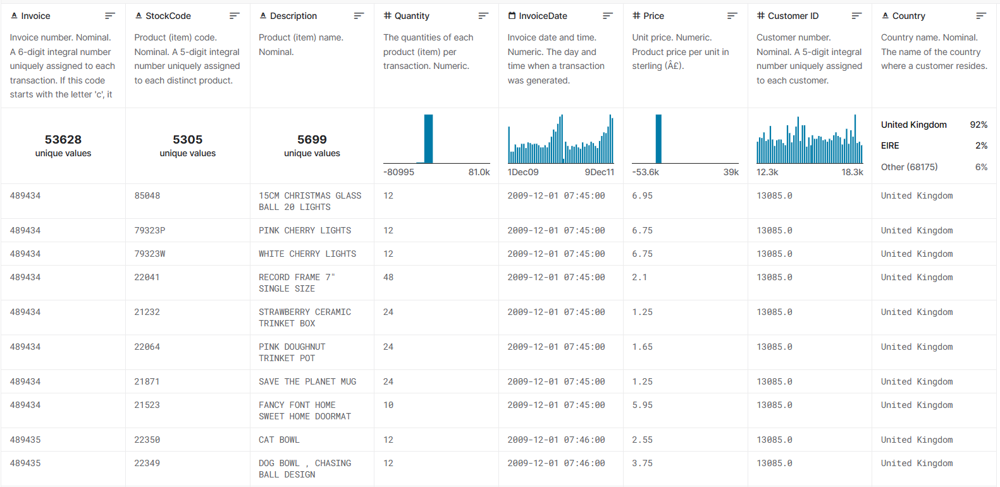 Invoice
StockCode
Description
Quantity
InvoiceDate
Price
Customer ID
Country
Invoice number. Nominal.
A 6-digit integral number
uniquely assigned to each
transaction. If this code
starts with the letter 'c', it
Product (item) code.
Nominal. A 5-digit integral
number uniquely assigned
to each distinct product.
Product (item) name.
Nominal.
The quantities of each
product (item) per
transaction. Numeric.
Invoice date and time.
Numeric. The day and
time when a transaction
was generated.
Unit price. Numeric.
Product price per unit in
sterling (Â£).
Customer number.
Nominal. A 5-digit integral
number uniquely assigned
to each customer.
Country name. Nominal.
The name of the country
where a customer resides.
53628
unique values
5305
unique values
5699
unique values
-80995 81.0k
1Dec09 9Dec11
-53.6k 39k
12.3k 18.3k
United Kingdom 92%
EIRE 2%
Other (68175) 6%
489434 85048 15CM CHRISTMAS GLASS 12 2009-12-01 07:45:00 6.95 13085.0 United Kingdom
BALL 20 LIGHTS
489434 79323P PINK CHERRY LIGHTS 12 2009-12-01 07:45:00 6.75 13085.0 United Kingdom
489434 79323W WHITE CHERRY LIGHTS 12 2009-12-01 07:45:00 6.75 13085.0 United Kingdom
489434 22041 RECORD FRAME 7" 48 2009-12-01 07:45:00 2.1 13085.0 United Kingdom
SINGLE SIZE
489434 21232 STRAWBERRY CERAMIC 24 2009-12-01 07:45:00 1.25 13085.0 United Kingdom
TRINKET BOX
489434 22064 PINK DOUGHNUT 24 2009-12-01 07:45:00 1.65 13085.0 United Kingdom
TRINKET POT
489434 21871 SAVE THE PLANET MUG 24 2009-12-01 07:45:00 1.25 13085.0 United Kingdom
489434 21523 FANCY FONT HOME 10 2009-12-01 07:45:00 5.95 13085.0 United Kingdom
SWEET HOME DOORMAT
489435 22350 CAT BOWL 12 2009-12-01 07:46:00 2.55 13085.0 United Kingdom
489435 22349 DOG BOWL , CHASING 12 2009-12-01 07:46:00 3.75 13085.0 United Kingdom
BALL DESIGN